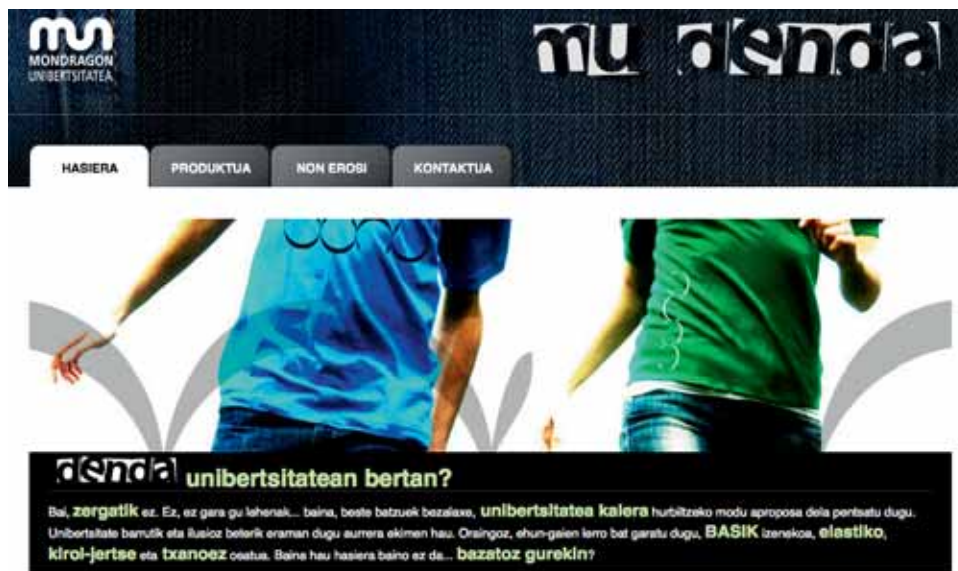 mun
MONDRAGON
UNIBERTSITATEA
mu denda
HASIERA
PRODUKTUA
NON EROSI
KONTAKTUA
denda unibertsitatean bertan?
Bai, zergatik ez. Ez, ez gara gu lehenak... baina, beste batzuek bezalaxe, unibertsitatea kalera hurbiltzeko modu aproposa dela pentsatu dugu.
Unibertsitate barrutik eta ilusioz beterik eraman dugu aurrera ekimen hau. Oraingoz, ehun-gaien lerro bat garatu dugu, BASIK izenekoa, elastiko,
kirol-jertse eta txanoez osatua. Baina hau hasiera baino ez da... bazatoz gurekin?